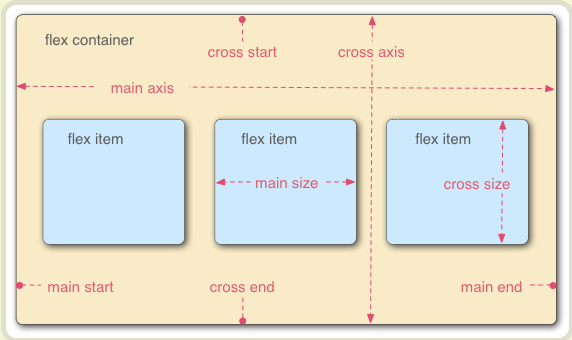 flex container
cross start
cross axis
main axis
flex item
flex item
flex item
main size
cross size
main start
cross end
main end